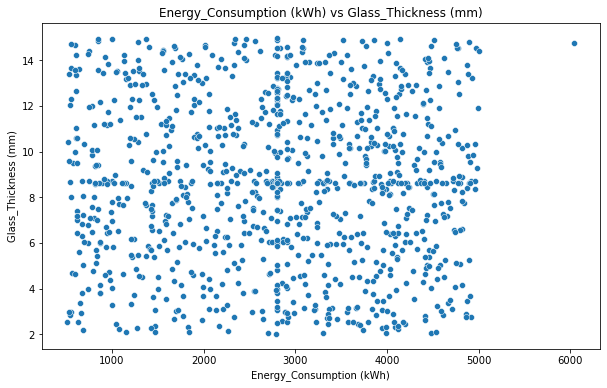 Energy_Consumption (kWh) vs Glass_Thickness (mm)
Glass_Thickness (mm)
14
12
10
8
6
4
2
1000 2000 3000 4000 5000 6000
Energy_Consumption (kWh)